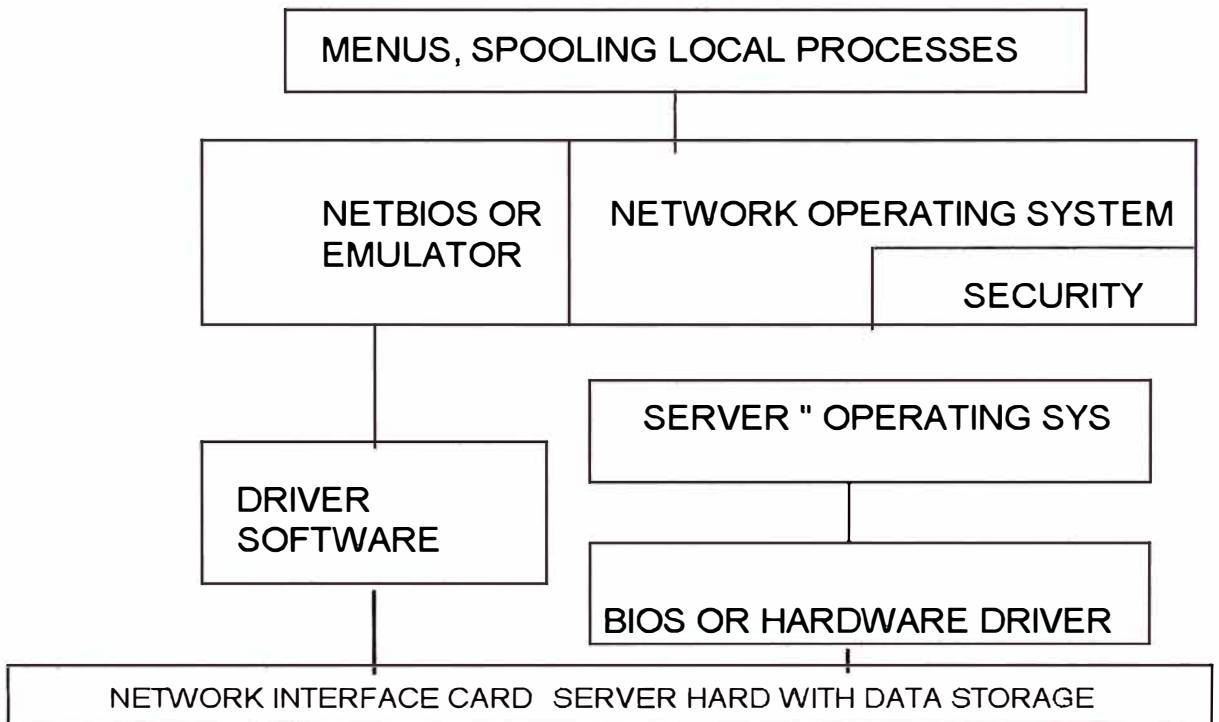 MENUS, SPOOLING LOCAL PROCESSES
NETBIOS OR
EMULATOR
NETWORK OPERATING SYSTEM
SECURITY
SERVER " OPERATING SYS
DRIVER
SOFTWARE
BIOS OR HARDWARE DRIVER
NETWORK INTERFACE CARD SERVER HARD WITH DATA STORAGE